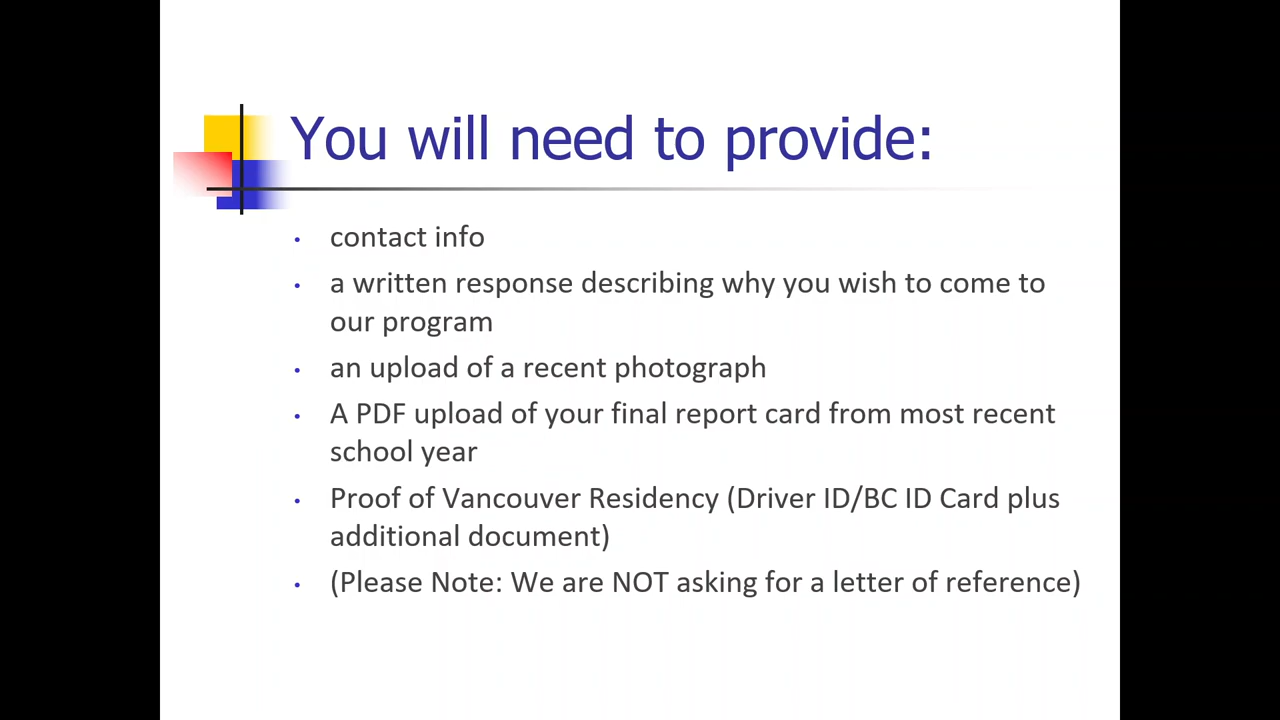 You will need to provide:
• contact info
• a written response describing why you wish to come to
our program
• an upload of a recent photograph
• A PDF upload of your final report card from most recent
school year
• Proof of Vancouver Residency (Driver ID/BC ID Card plus
additional document)
• (Please Note: We are NOT asking for a letter of reference)